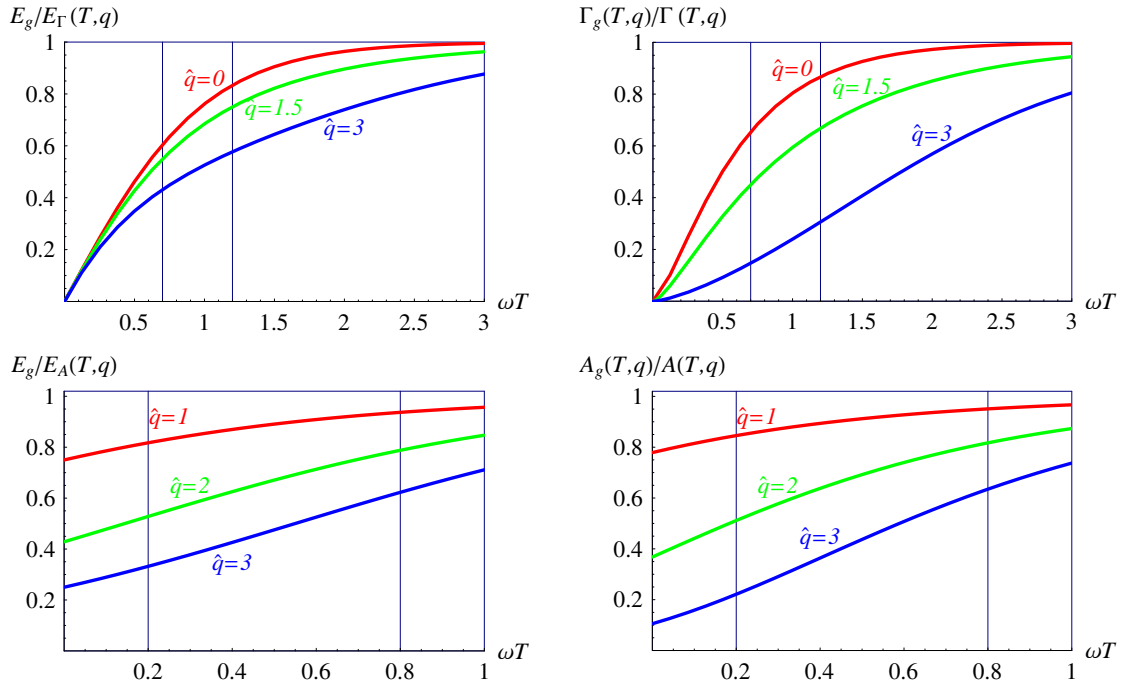 E_g/E_Γ(T,q)
1
0.8
0.6
0.4
0.2
q̂=0
q̂=1.5
q̂=3
0.5 1 1.5 2 2.5 3
ωT
Γ_g(T,q)/Γ(T,q)
1
0.8
0.6
0.4
0.2
q̂=0
q̂=1.5
q̂=3
0.5 1 1.5 2 2.5 3
ωT
E_g/E_A(T,q)
1
0.8
0.6
0.4
0.2
q̂=1
q̂=2
q̂=3
0.2 0.4 0.6 0.8 1
ωT
A_g(T,q)/A(T,q)
1
0.8
0.6
0.4
0.2
q̂=1
q̂=2
q̂=3
0.2 0.4 0.6 0.8 1
ωT